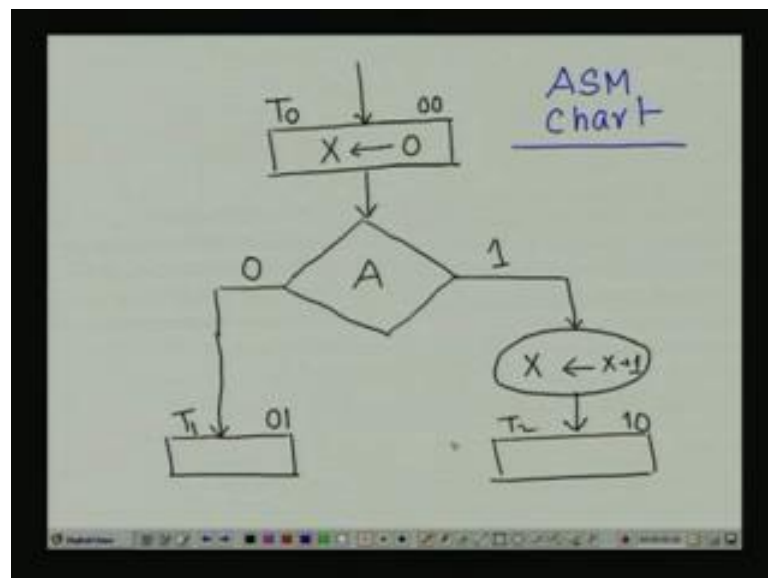 ASM
Chart
T0 00
X ← 0
0 A 1
X ← X+1
T1 01
T2 10